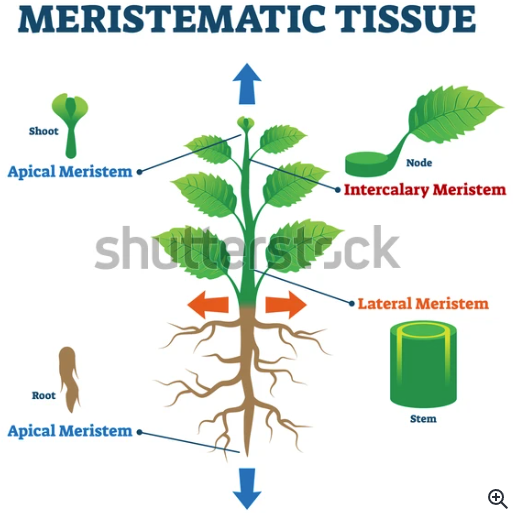 MERISTEMATIC TISSUE
Shoot
Apical Meristem
Node
Intercalary Meristem
shutterstock
Lateral Meristem
Root
Stem
Apical Meristem